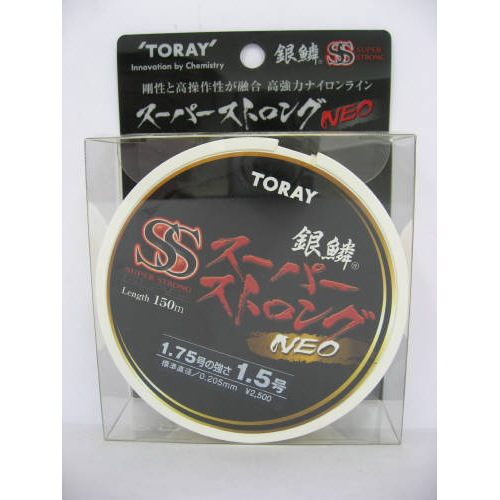 'TORAY'
Innovation by Chemistry
銀鱗® SS SUPER STRONG
剛性と高操作性が融合 高強力ナイロンライン
スーパーストロング NEO
TORAY
銀鱗®
SS スーパー
SUPER STRONG
ストロング
Length 150m
NEO
1.75号の強さ 1.5号
標準直径/0.205mm ¥2,500